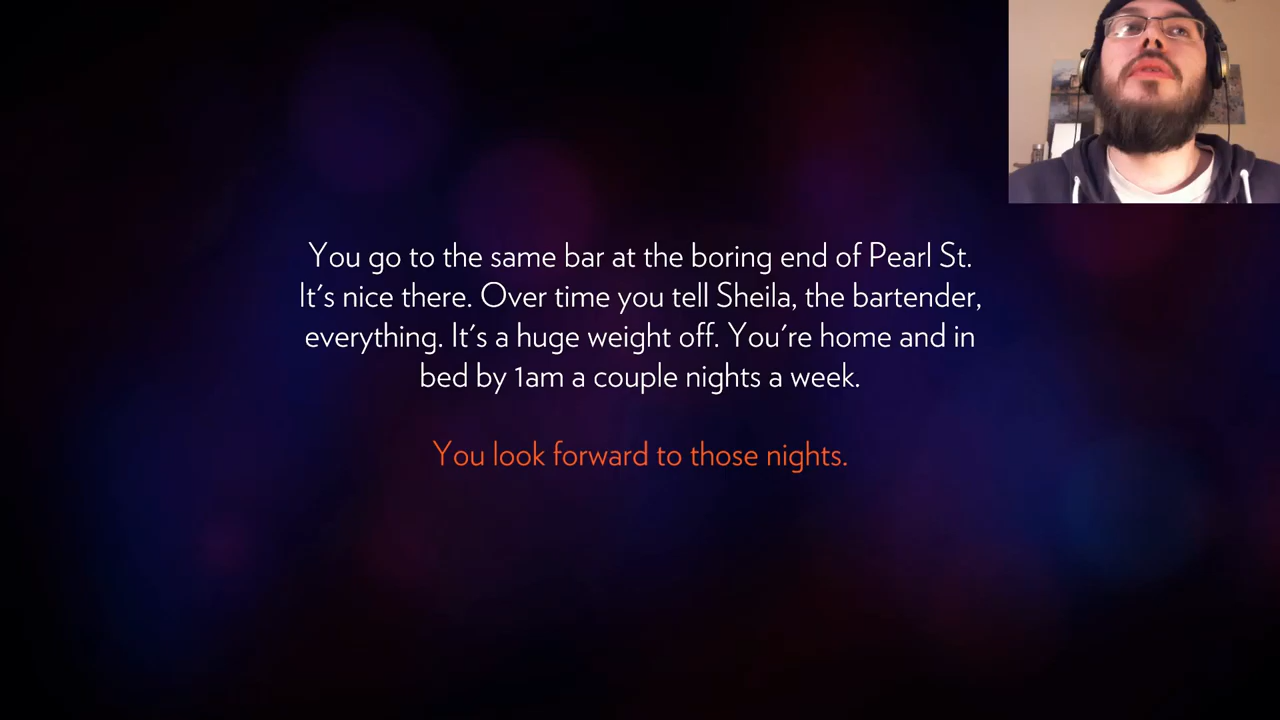 You go to the same bar at the boring end of Pearl St.
It's nice there. Over time you tell Sheila, the bartender,
everything. It's a huge weight off. You're home and in
bed by 1am a couple nights a week.
You look forward to those nights.